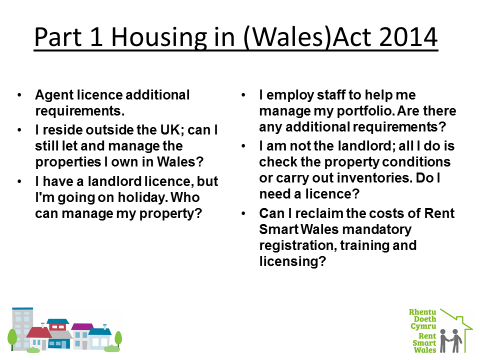 Part 1 Housing in (Wales)Act 2014
• Agent licence additional
requirements.
• I reside outside the UK; can I
still let and manage the
properties I own in Wales?
• I have a landlord licence, but
I'm going on holiday. Who
can manage my property?
• I employ staff to help me
manage my portfolio. Are there
any additional requirements?
• I am not the landlord; all I do is
check the property conditions
or carry out inventories. Do I
need a licence?
• Can I reclaim the costs of Rent
Smart Wales mandatory
registration, training and
licensing?
Rhentu
Doeth
Cymru
Rent
Smart
Wales